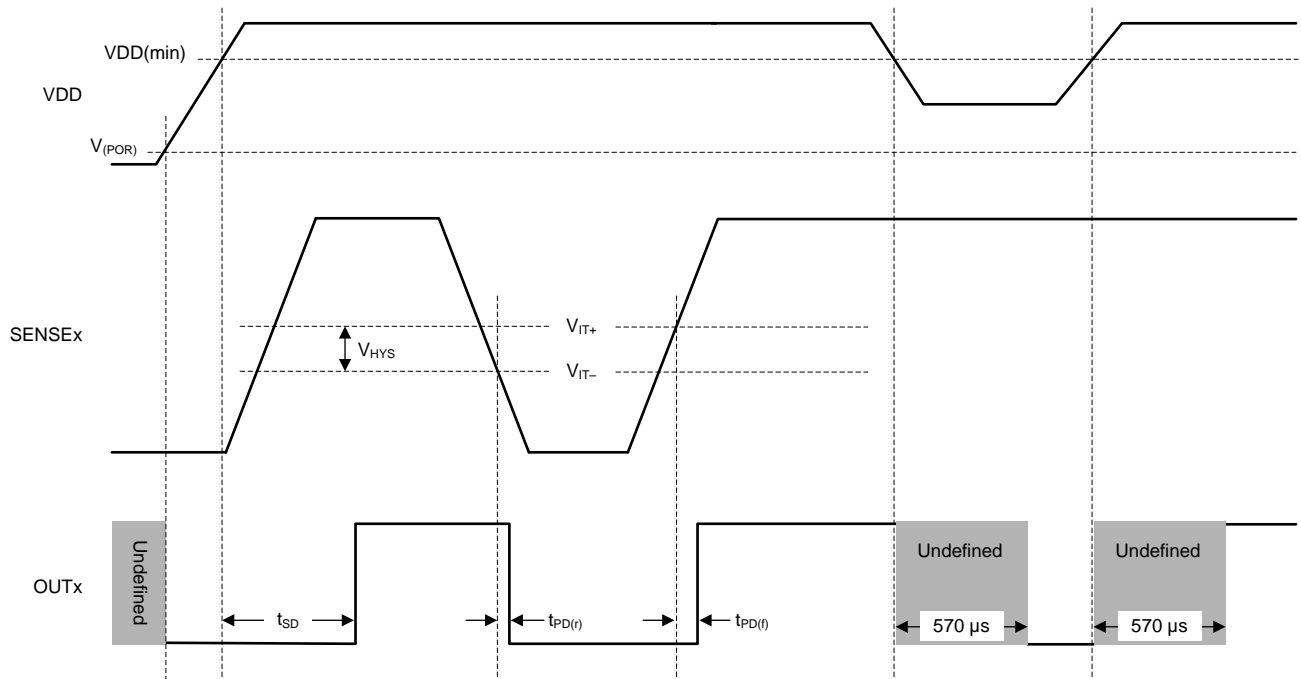 VDD(min)
VDD
V(POR)
SENSEx
VIT+
VHYS
VIT–
Undefined
Undefined
Undefined
OUTx
tSD
tPD(r)
tPD(f)
570 µs
570 µs